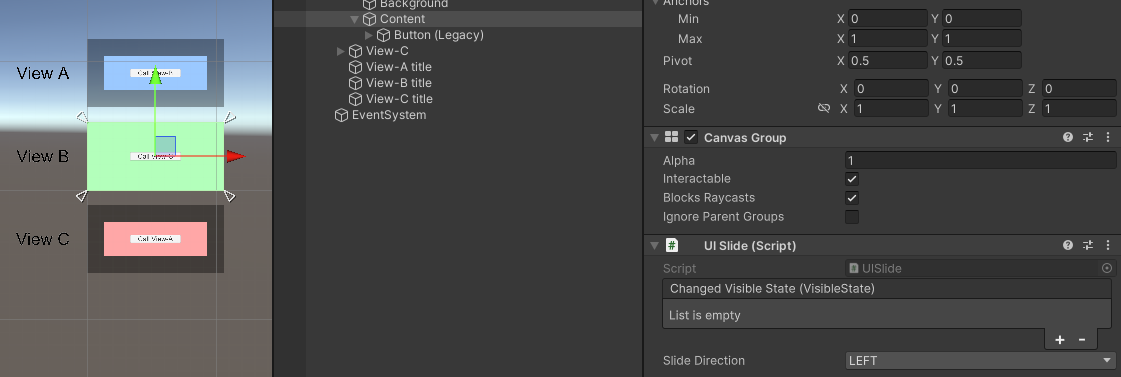 View A
Call View-B
View B
Call View-C
View C
Call View-A
Background
Content
Button (Legacy)
View-C
View-A title
View-B title
View-C title
EventSystem
Anchors
Min
X 0
Y 0
Max
X 1
Y 1
Pivot
X 0.5
Y 0.5
Rotation
X 0
Y 0
Z 0
Scale
X 1
Y 1
Z 1
Canvas Group
Alpha
1
Interactable
Blocks Raycasts
Ignore Parent Groups
#
UI Slide (Script)
Script
# UISlide
Changed Visible State (VisibleState)
List is empty
+ -
Slide Direction
LEFT